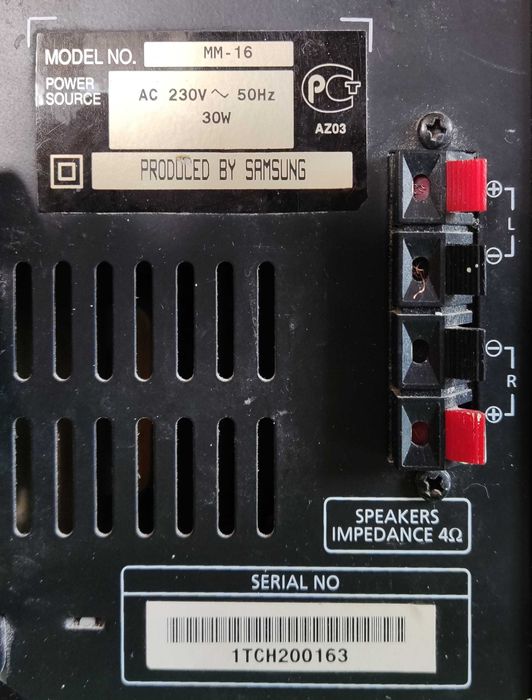 MODEL NO. MM-16
POWER
SOURCE
AC 230V ~ 50Hz
30W
РСТ
AZ03
PRODUCED BY SAMSUNG
⊕
L
⊖
⊖
R
⊕
SPEAKERS
IMPEDANCE 4Ω
SERIAL NO
1TCH200163